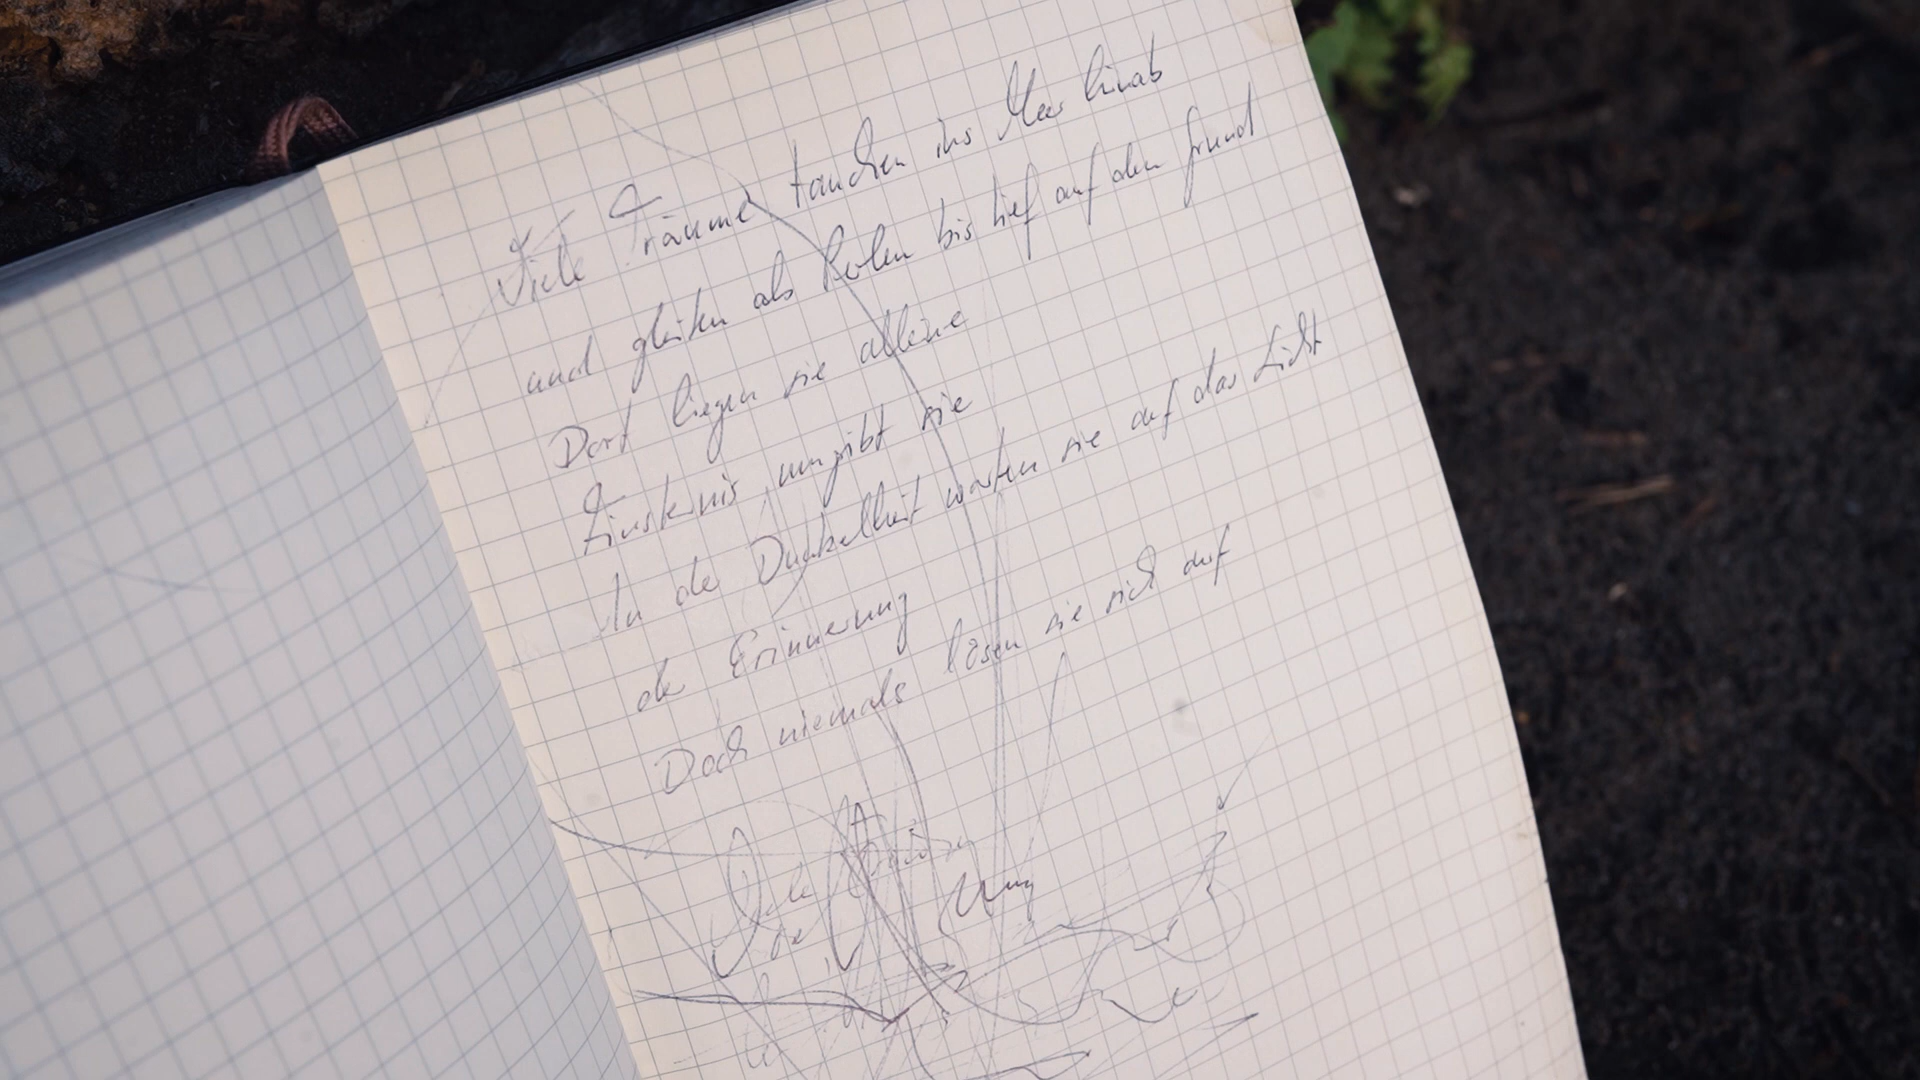 Viele Träume tauchen ins Meer hinab
und gleiten als Perlen bis tief auf den Grund
Dort liegen sie alleine
Finsternis umgibt sie
In der Dunkelheit warten sie auf das Licht
der Erinnerung
Doch niemals lösen sie sich auf